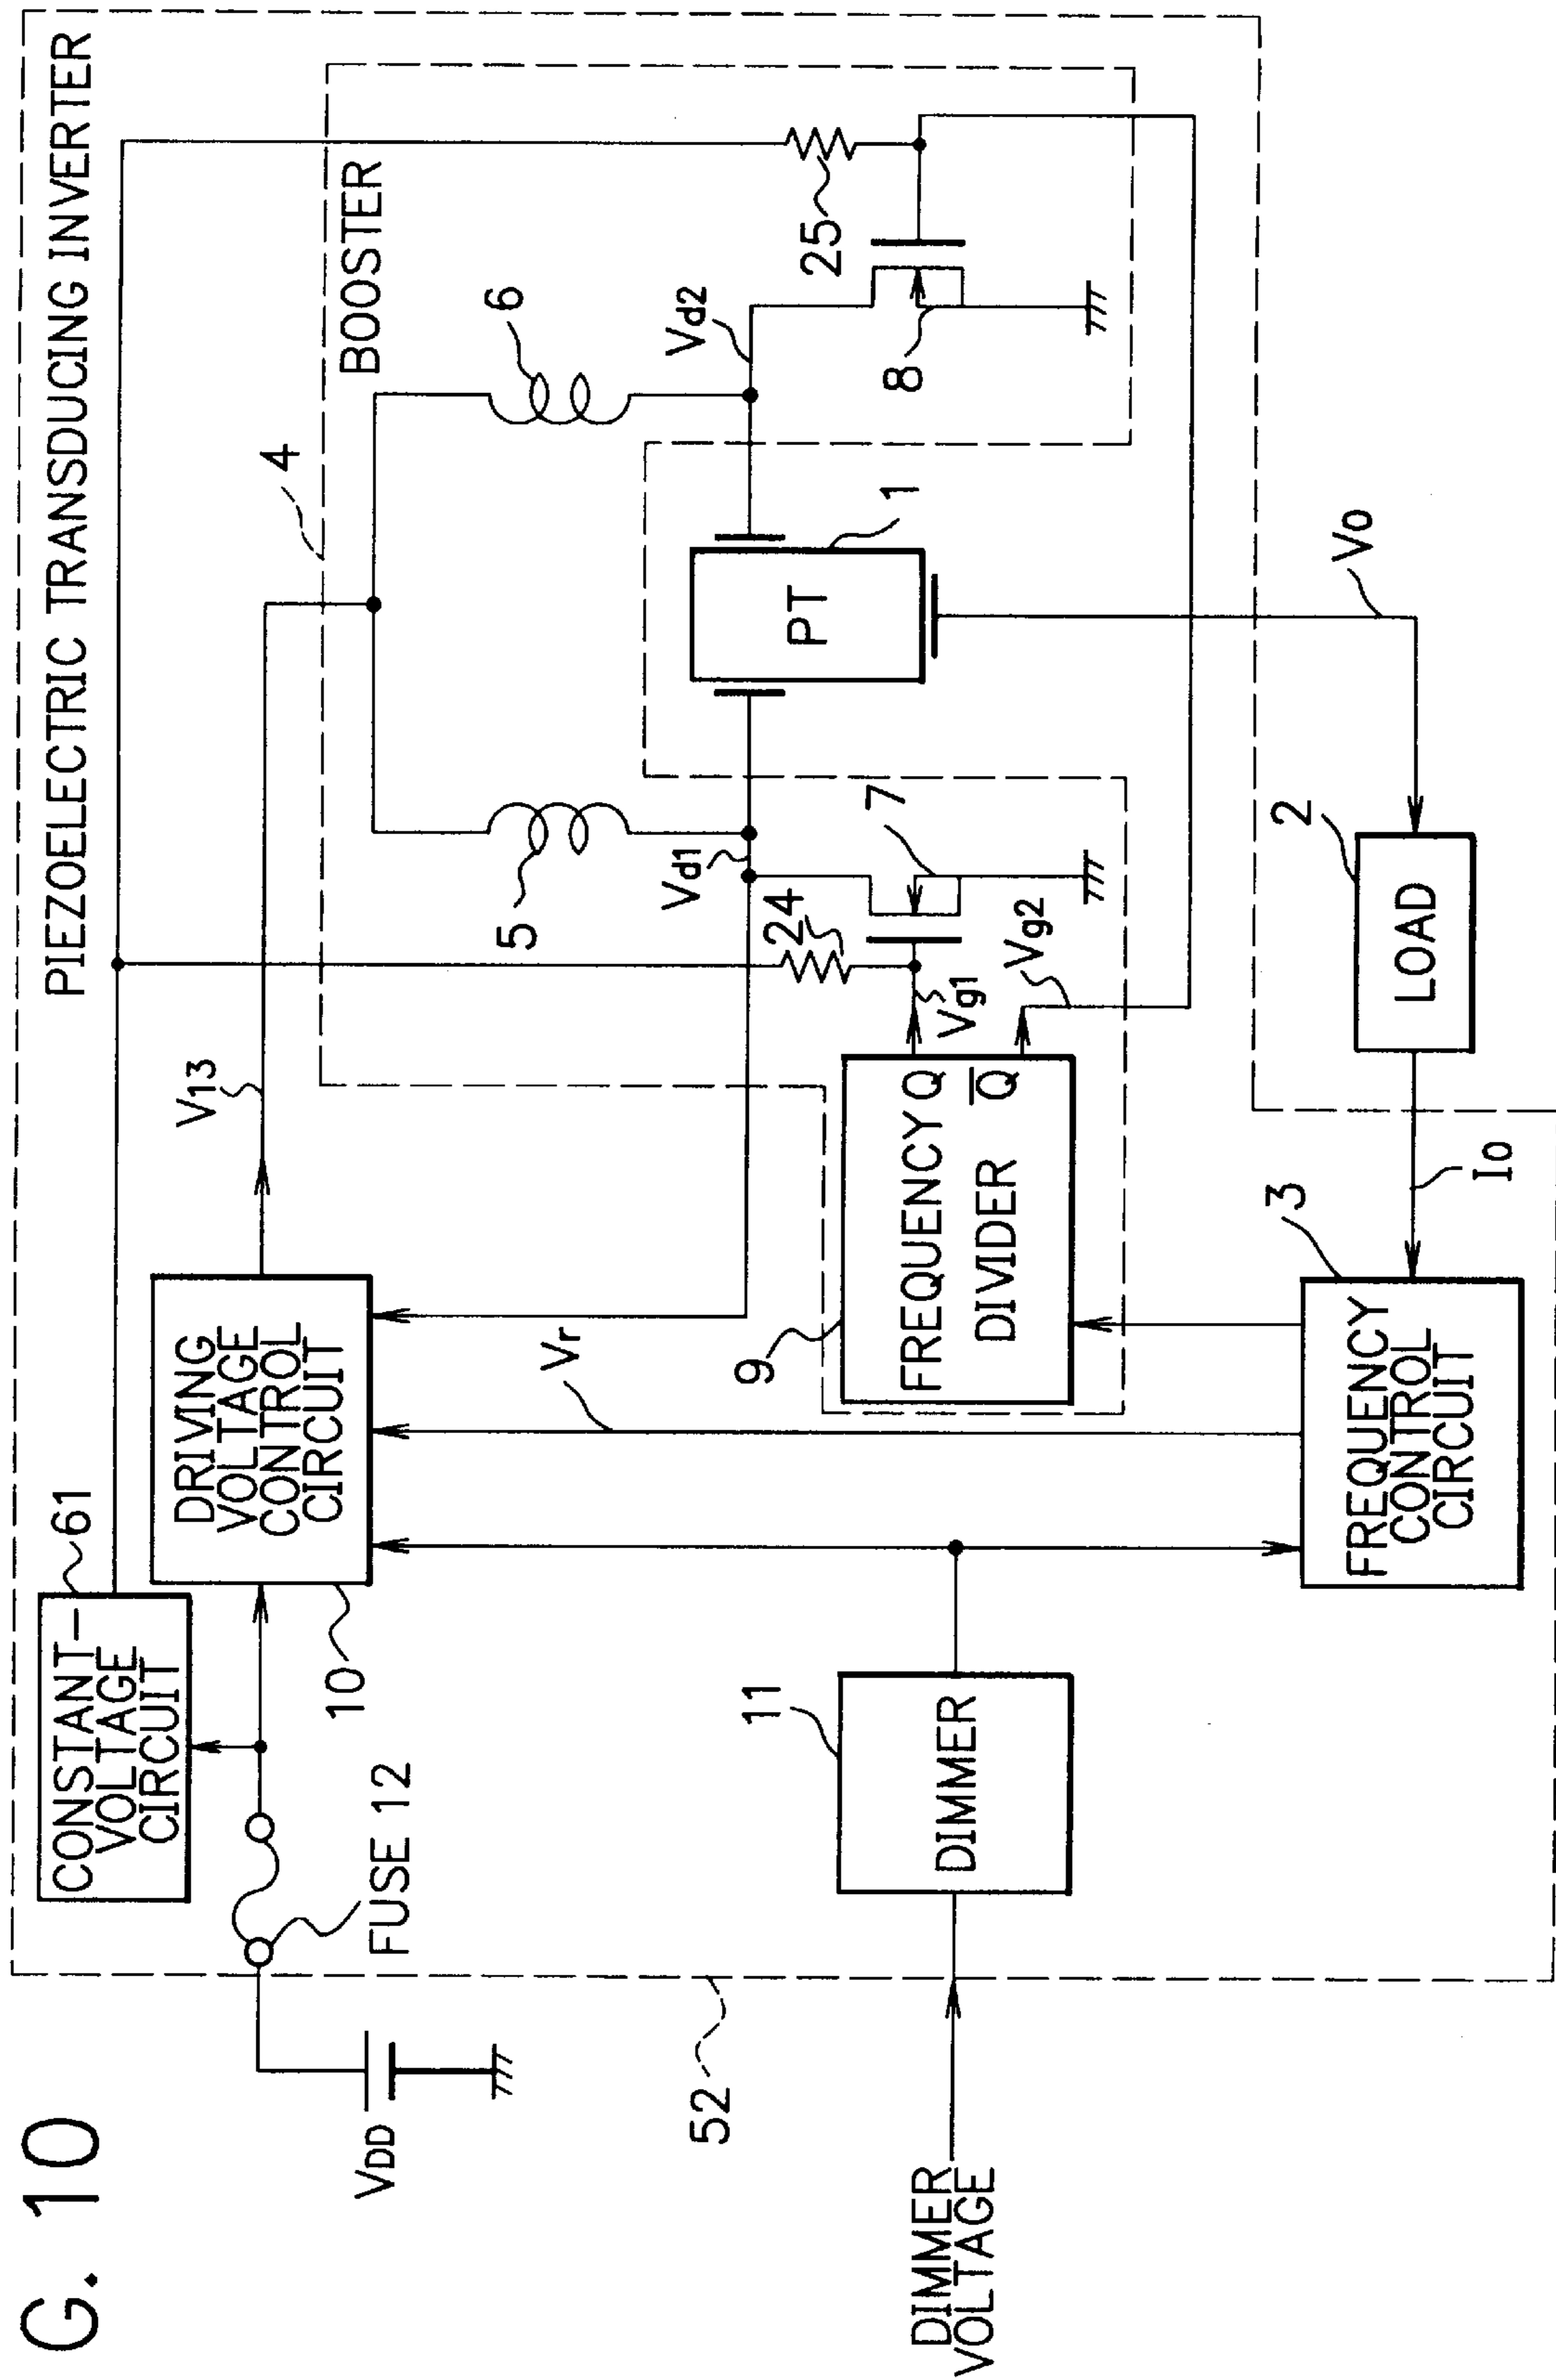 G. 10
PIEZOELECTRIC TRANSDUCING INVERTER
CONSTANT-
VOLTAGE
CIRCUIT
61
DRIVING
VOLTAGE
CONTROL
CIRCUIT
10
V13
4
BOOSTER
FUSE 12
VDD
5
6
Vd1
Vd2
24
25
7
8
PT
1
Vr
9
FREQUENCY
DIVIDER
Q
Q̅
Vg1
Vg2
52
11
DIMMER
DIMMER
VOLTAGE
3
FREQUENCY
CONTROL
CIRCUIT
IO
2
LOAD
VO